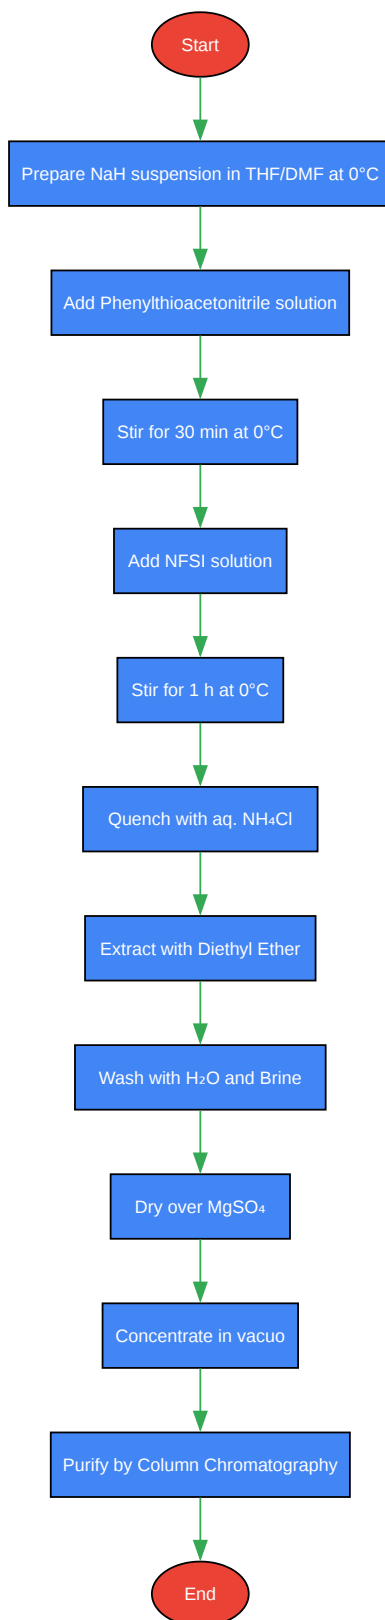 Start
Prepare NaH suspension in THF/DMF at 0°C
Add Phenylthioacetonitrile solution
Stir for 30 min at 0°C
Add NFSI solution
Stir for 1 h at 0°C
Quench with aq. NH₄Cl
Extract with Diethyl Ether
Wash with H₂O and Brine
Dry over MgSO₄
Concentrate in vacuo
Purify by Column Chromatography
End